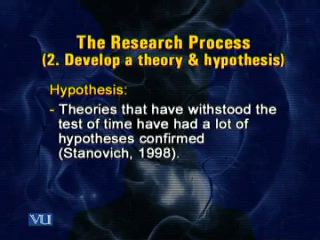 The Research Process
(2. Develop a theory & hypothesis)
Hypothesis:
- Theories that have withstood the
test of time have had a lot of
hypotheses confirmed
(Stanovich, 1998).
VU